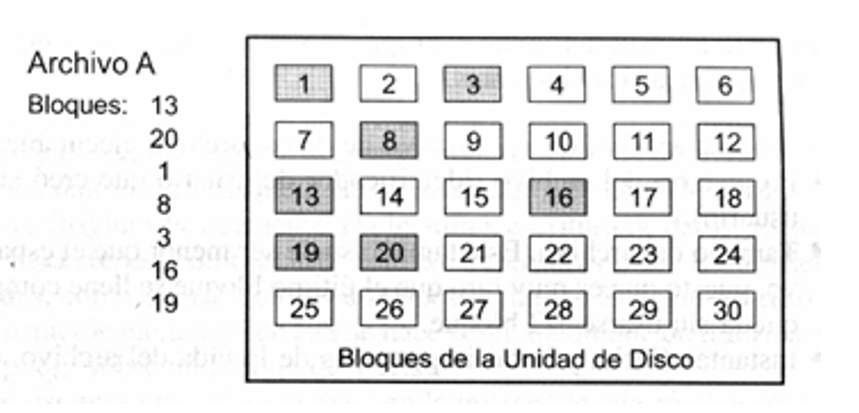 Archivo A
Bloques: 13
20
1
8
3
16
19
1 2 3 4 5 6
7 8 9 10 11 12
13 14 15 16 17 18
19 20 21 22 23 24
25 26 27 28 29 30
Bloques de la Unidad de Disco